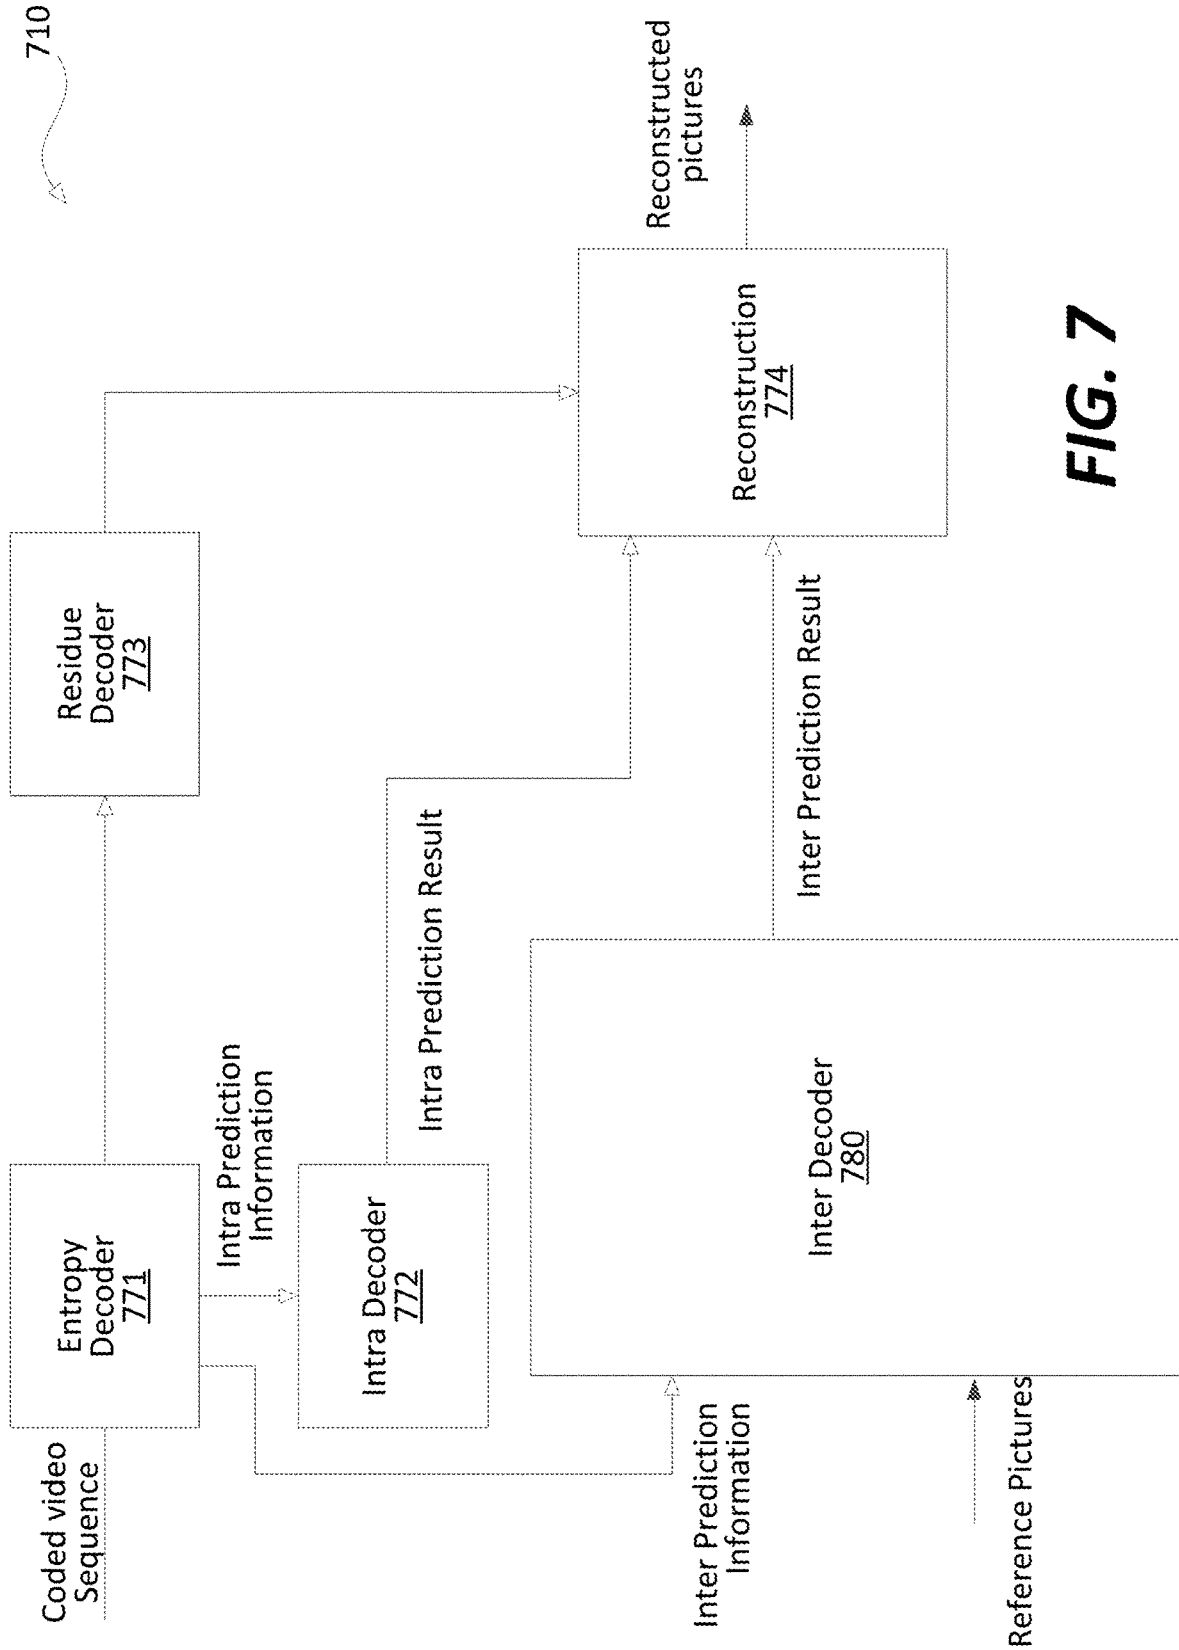 710
Coded video
Sequence
Entropy
Decoder
771
Residue
Decoder
773
Intra Prediction
Information
Intra Decoder
772
Intra Prediction Result
Inter Prediction
Information
Reference Pictures
Inter Decoder
780
Inter Prediction Result
Reconstruction
774
Reconstructed
pictures
FIG. 7